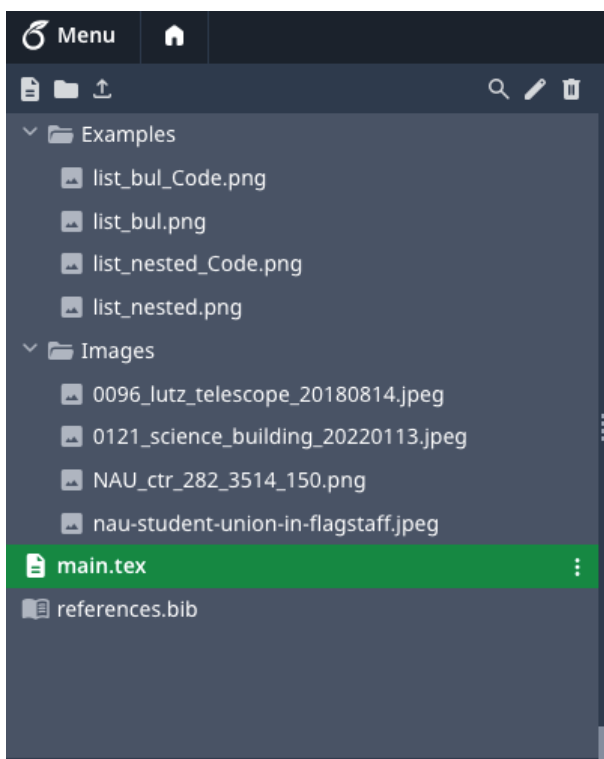 Menu
Examples
list_bul_Code.png
list_bul.png
list_nested_Code.png
list_nested.png
Images
0096_lutz_telescope_20180814.jpeg
0121_science_building_20220113.jpeg
NAU_ctr_282_3514_150.png
nau-student-union-in-flagstaff.jpeg
main.tex
references.bib